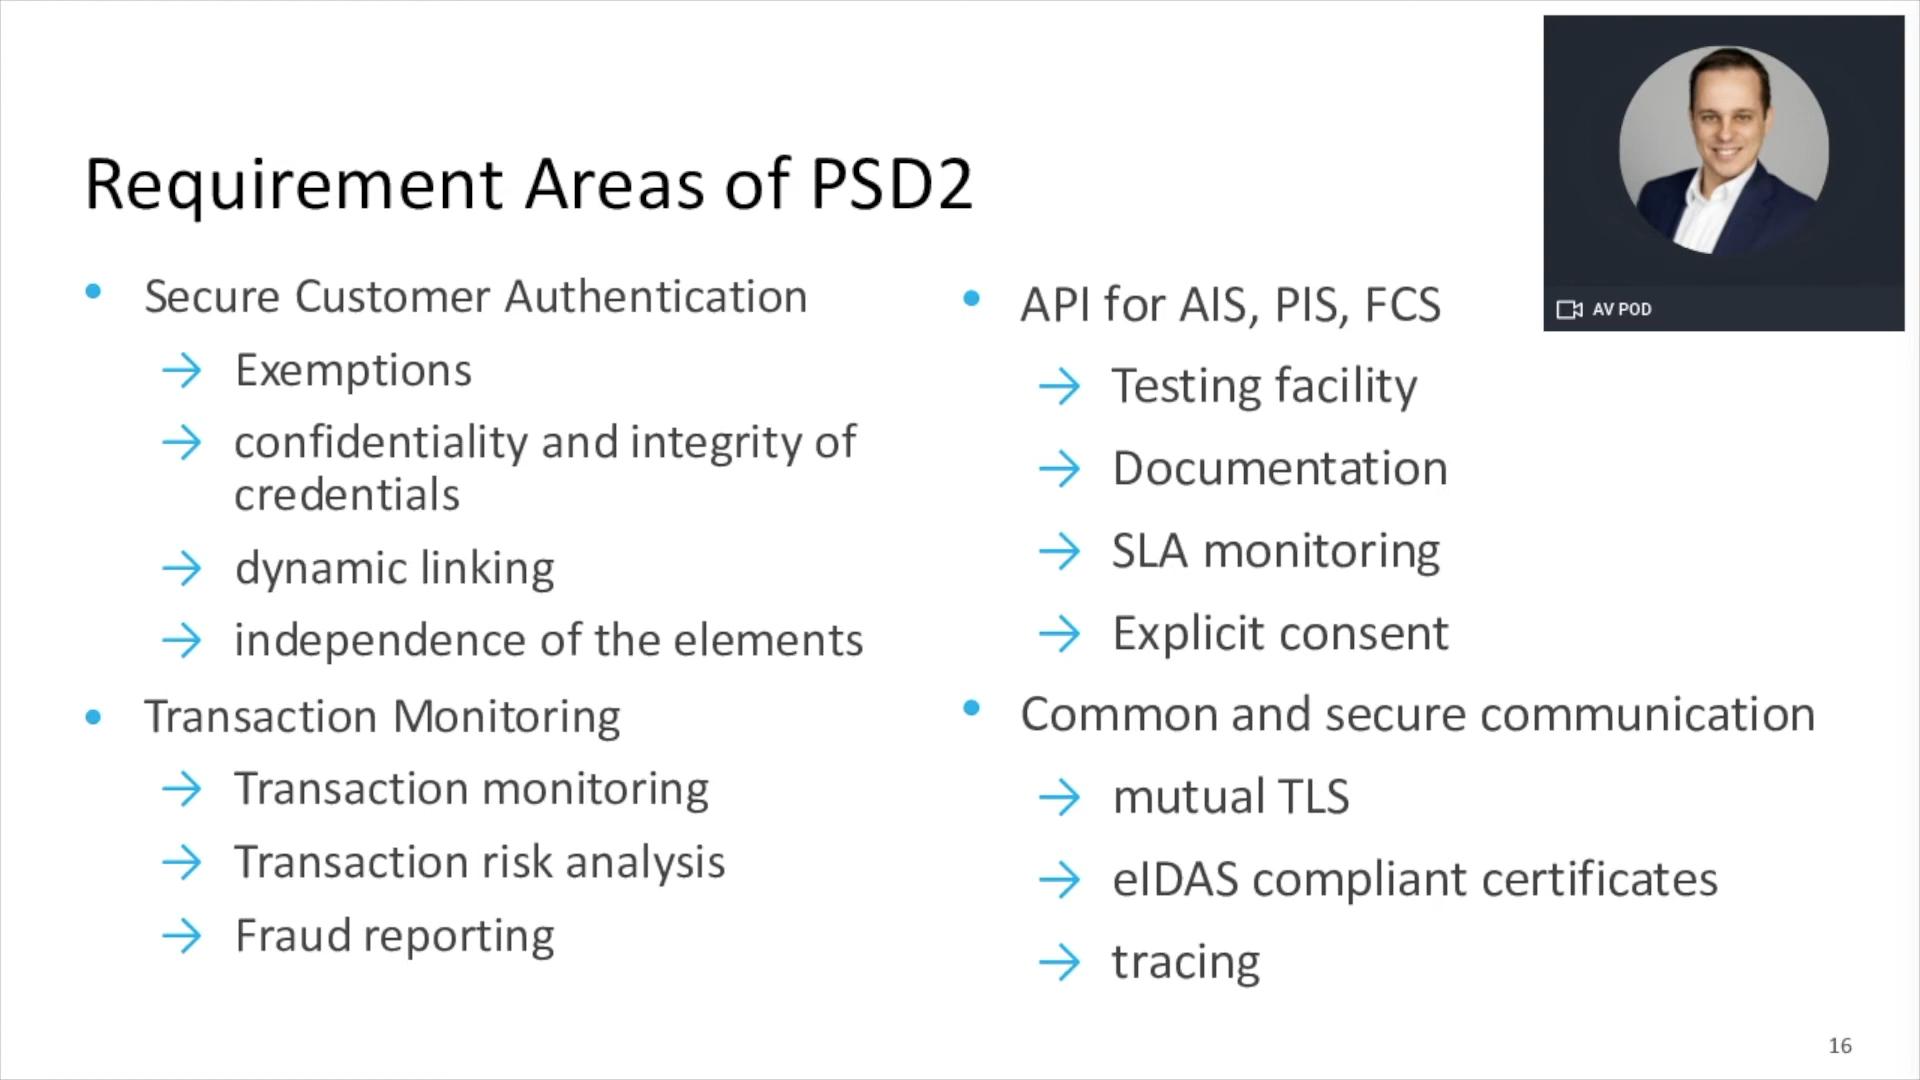 Requirement Areas of PSD2
• Secure Customer Authentication
→ Exemptions
→ confidentiality and integrity of
credentials
→ dynamic linking
→ independence of the elements
• Transaction Monitoring
→ Transaction monitoring
→ Transaction risk analysis
→ Fraud reporting
• API for AIS, PIS, FCS
→ Testing facility
→ Documentation
→ SLA monitoring
→ Explicit consent
• Common and secure communication
→ mutual TLS
→ eIDAS compliant certificates
→ tracing
AV POD
16